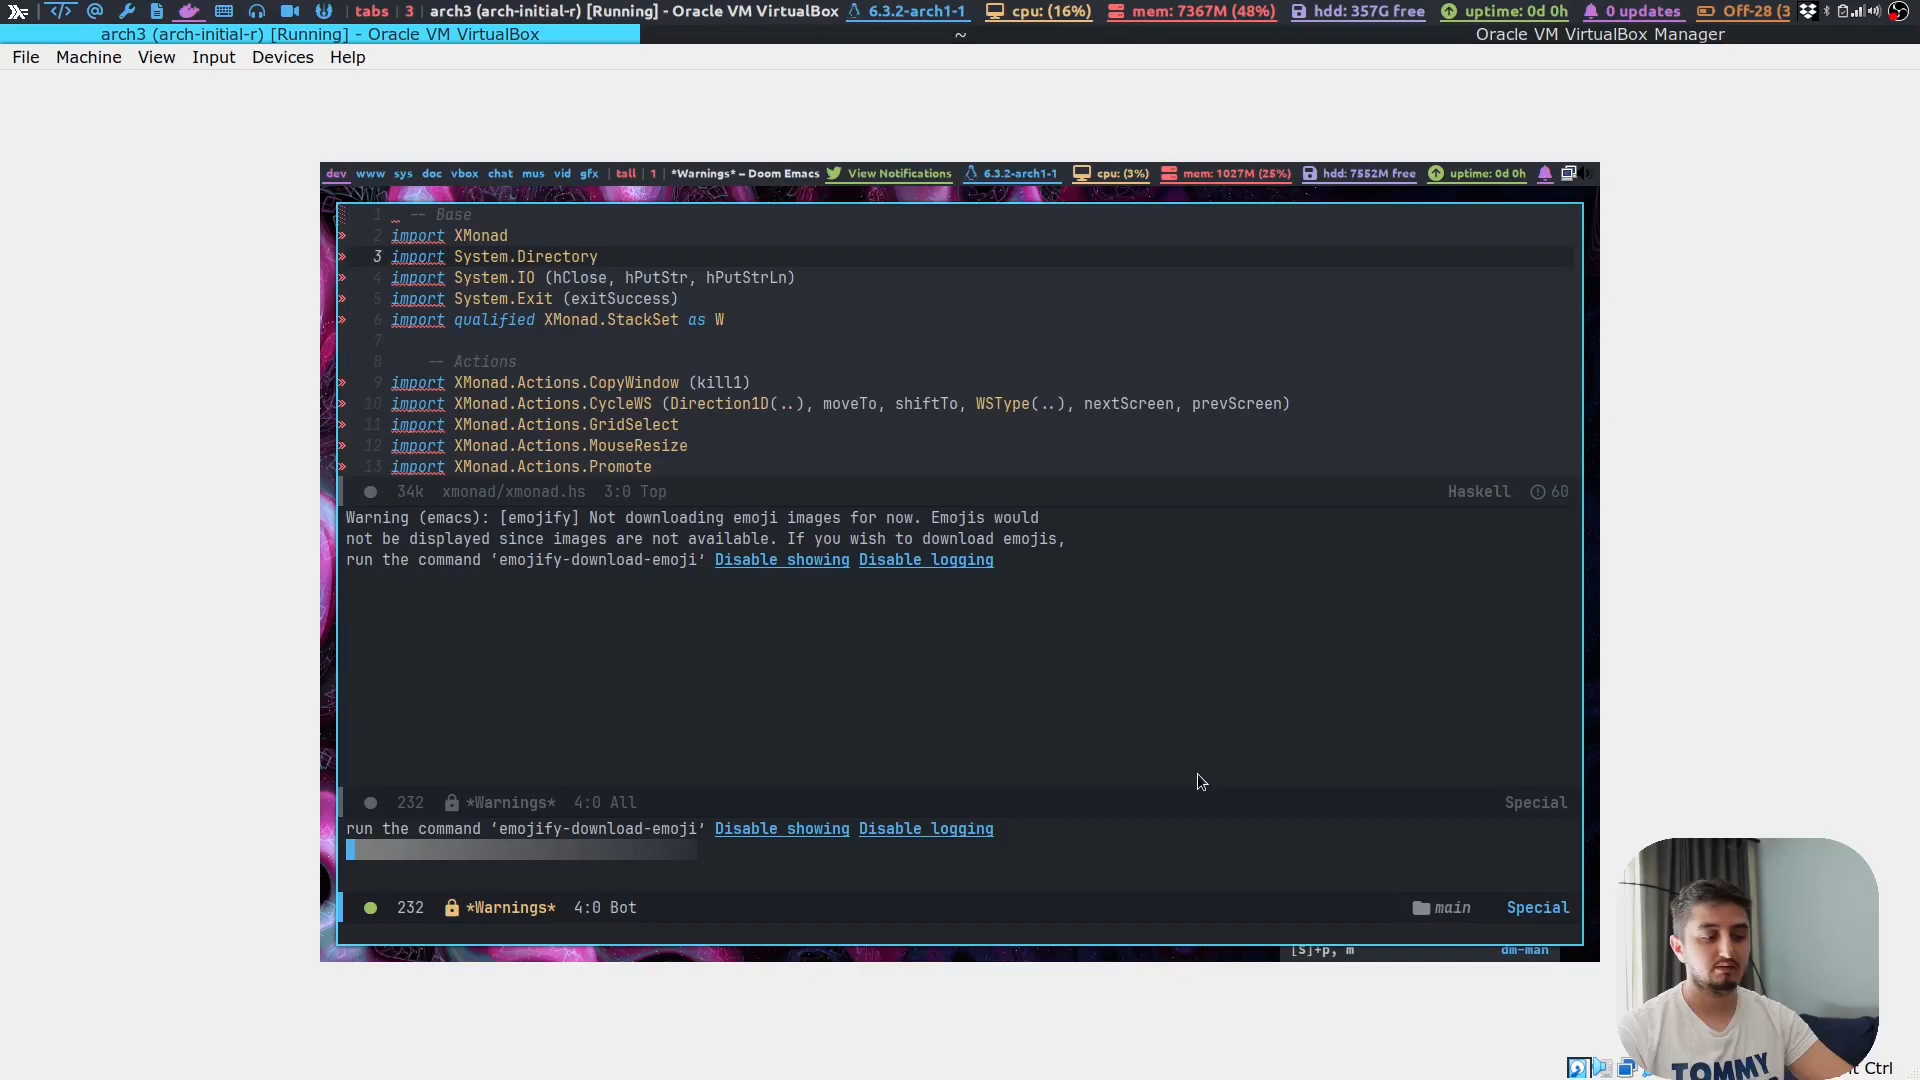 tabs | 3 | arch3 (arch-initial-r) [Running] - Oracle VM VirtualBox 6.3.2-arch1-1 cpu: (16%) mem: 7367M (48%) hdd: 357G free uptime: 0d 0h 0 updates Off-28 (3
arch3 (arch-initial-r) [Running] - Oracle VM VirtualBox ~ Oracle VM VirtualBox Manager
File Machine View Input Devices Help
dev www sys doc vbox chat mus vid gfx | tall | 1 | *Warnings* – Doom Emacs View Notifications 6.3.2-arch1-1 cpu: (3%) mem: 1027M (25%) hdd: 7552M free uptime: 0d 0h
1 -- Base
2 import XMonad
3 import System.Directory
4 import System.IO (hClose, hPutStr, hPutStrLn)
5 import System.Exit (exitSuccess)
6 import qualified XMonad.StackSet as W
7
8 -- Actions
9 import XMonad.Actions.CopyWindow (kill1)
10 import XMonad.Actions.CycleWS (Direction1D(..), moveTo, shiftTo, WSType(..), nextScreen, prevScreen)
11 import XMonad.Actions.GridSelect
12 import XMonad.Actions.MouseResize
13 import XMonad.Actions.Promote
34k xmonad/xmonad.hs 3:0 Top Haskell 60
Warning (emacs): [emojify] Not downloading emoji images for now. Emojis would
not be displayed since images are not available. If you wish to download emojis,
run the command ‘emojify-download-emoji’ Disable showing Disable logging
232 *Warnings* 4:0 All Special
run the command ‘emojify-download-emoji’ Disable showing Disable logging
232 *Warnings* 4:0 Bot main Special
[S]+p, m dm-man
TOMMY
t Ctrl